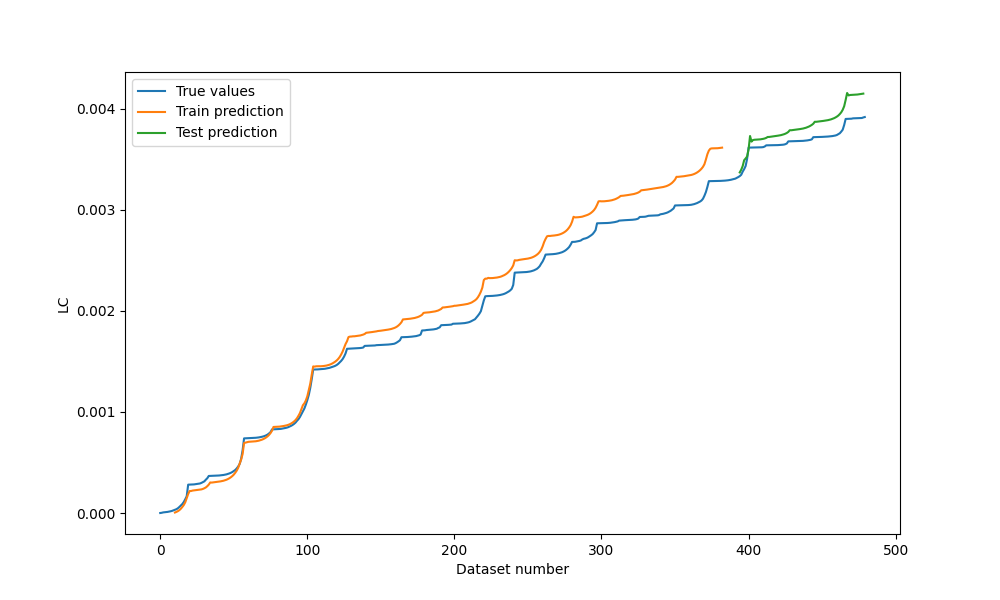 True values
Train prediction
Test prediction
0.004
0.003
0.002
0.001
0.000
LC
0
100
200
300
400
500
Dataset number